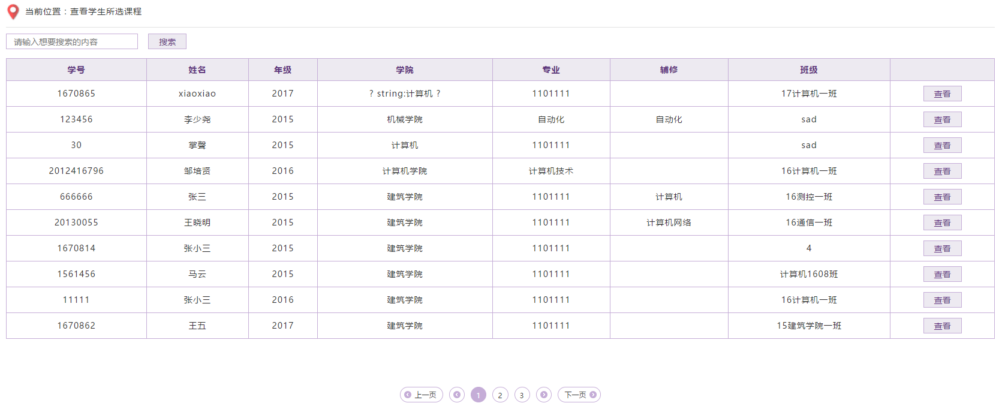 当前位置：查看学生所选课程
请输入想要搜索的内容 搜索
学号 姓名 年级 学院 专业 辅修 班级
1670865 xiaoxiao 2017 ? string:计算机 ? 1101111 17计算机一班 查看
123456 李少尧 2015 机械学院 自动化 自动化 sad 查看
30 掌聲 2015 计算机 1101111 sad 查看
2012416796 邹培贤 2016 计算机学院 计算机技术 16计算机一班 查看
666666 张三 2015 建筑学院 1101111 计算机 16测控一班 查看
20130055 王晓明 2015 建筑学院 1101111 计算机网络 16通信一班 查看
1670814 张小三 2015 建筑学院 1101111 4 查看
1561456 马云 2015 建筑学院 1101111 计算机1608班 查看
11111 张小三 2016 建筑学院 1101111 16计算机一班 查看
1670862 王五 2017 建筑学院 1101111 15建筑学院一班 查看
上一页 1 2 3 下一页